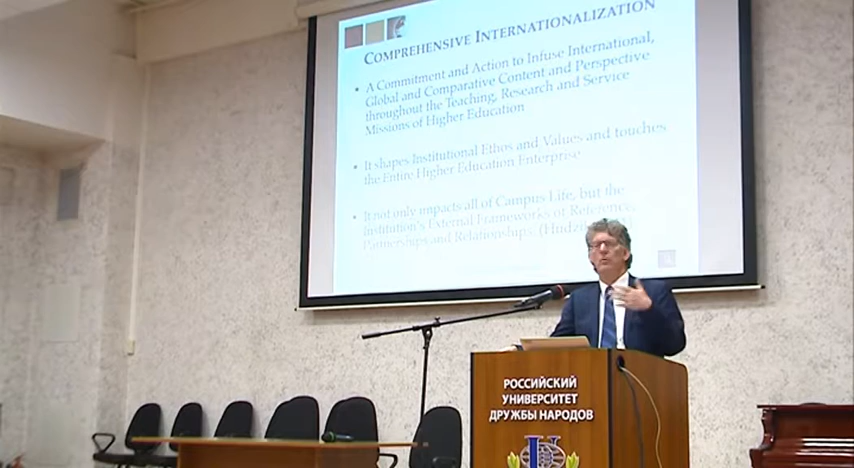 COMPREHENSIVE INTERNATIONALIZATION
• A Commitment and Action to Infuse International,
Global and Comparative Content and Perspective
throughout the Teaching, Research and Service
Missions of Higher Education
• It shapes Institutional Ethos and Values and touches
the Entire Higher Education Enterprise
• It not only impacts all of Campus Life, but the
Institution's External Frameworks of Reference,
Partnerships and Relationships.
РОССИЙСКИЙ
УНИВЕРСИТЕТ
ДРУЖБЫ НАРОДОВ